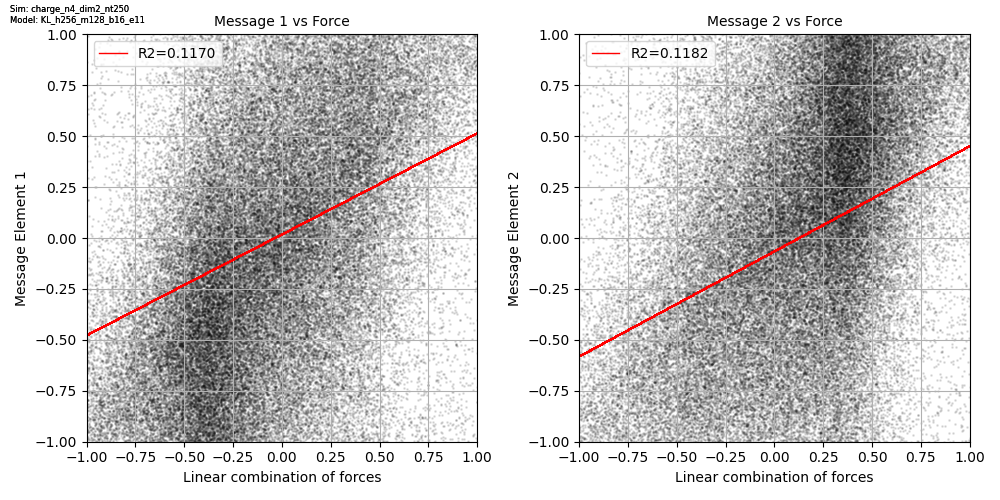 Sim: charge_n4_dim2_nt250
Model: KL_h256_m128_b16_e11
Message 1 vs Force
R2=0.1170
1.00
0.75
0.50
0.25
0.00
−0.25
−0.50
−0.75
−1.00
Message Element 1
−1.00 −0.75 −0.50 −0.25 0.00 0.25 0.50 0.75 1.00
Linear combination of forces
Message 2 vs Force
R2=0.1182
1.00
0.75
0.50
0.25
0.00
−0.25
−0.50
−0.75
−1.00
Message Element 2
−1.00 −0.75 −0.50 −0.25 0.00 0.25 0.50 0.75 1.00
Linear combination of forces